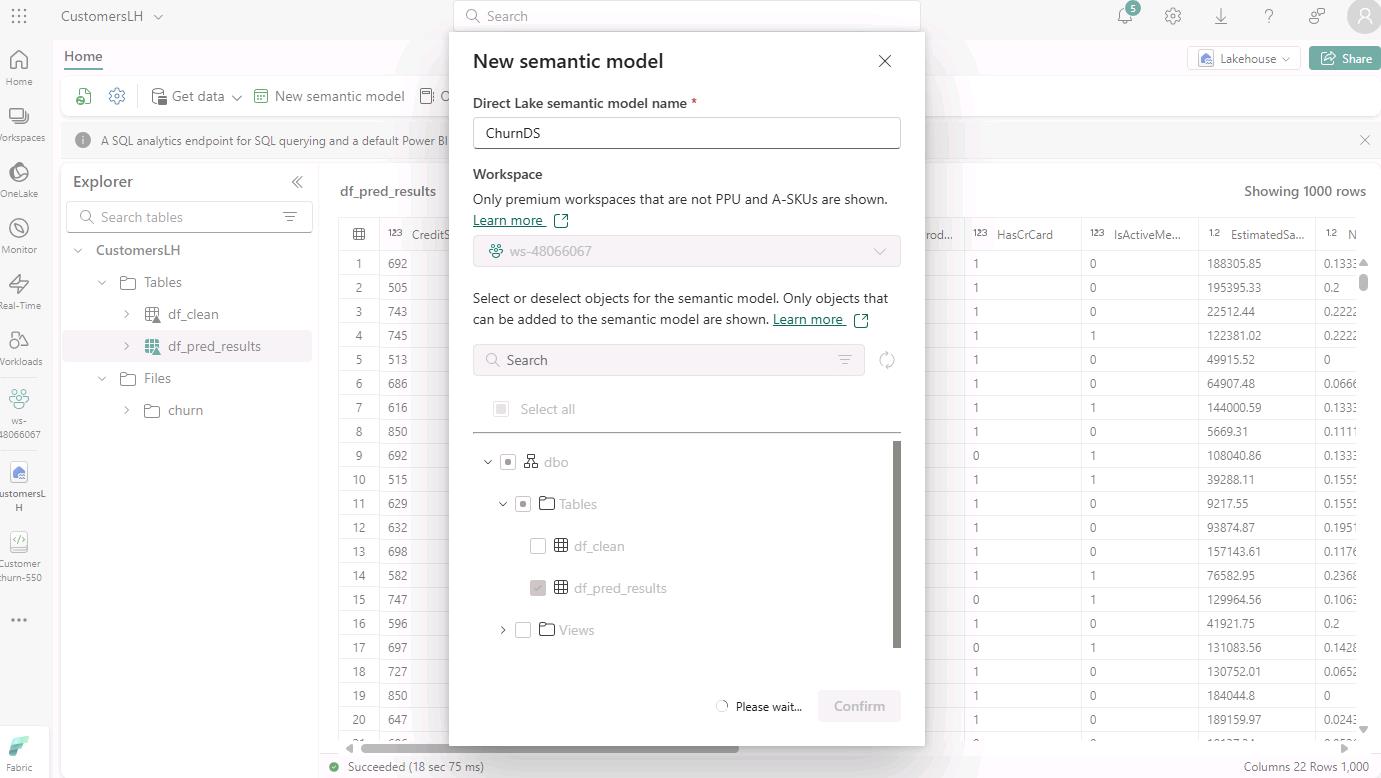 CustomersLH
Search
5
Home
Lakehouse
Share
Get data
New semantic model
A SQL analytics endpoint for SQL querying and a default Power BI
Home
Workspaces
OneLake
Monitor
Real-Time
Workloads
ws-
48066067
CustomersL
H
Customer
churn-550
Fabric
Explorer
Search tables
CustomersLH
Tables
df_clean
df_pred_results
Files
churn
New semantic model
Direct Lake semantic model name *
ChurnDS
Workspace
Only premium workspaces that are not PPU and A-SKUs are shown.
Learn more
ws-48066067
Select or deselect objects for the semantic model. Only objects that
can be added to the semantic model are shown. Learn more
Search
Select all
dbo
Tables
df_clean
df_pred_results
Views
Please wait...
Confirm
df_pred_results
Showing 1000 rows
123 CreditS 123 HasCrCard 123 IsActiveMe... 1.2 EstimatedSa... 1.2 N
1 692 1 0 188305.85 0.1333
2 505 1 0 195395.33 0.2
3 743 1 0 22512.44 0.2222
4 745 1 1 122381.02 0.2222
5 513 1 0 49915.52 0
6 686 1 0 64907.48 0.0666
7 616 1 1 144000.59 0.1333
8 850 1 0 5669.31 0.1111
9 692 0 1 108040.86 0.1333
10 515 1 1 39288.11 0.1555
11 629 1 0 9217.55 0.1555
12 632 1 0 93874.87 0.1951
13 698 1 0 157143.61 0.1176
14 582 1 1 76582.95 0.2368
15 747 0 1 129964.56 0.1063
16 596 1 0 41921.75 0.2
17 697 0 1 131083.56 0.1428
18 727 1 0 130752.01 0.0652
19 850 1 0 184044.8 0
20 647 1 0 189159.97 0.0243
Succeeded (18 sec 75 ms)
Columns 22 Rows 1,000